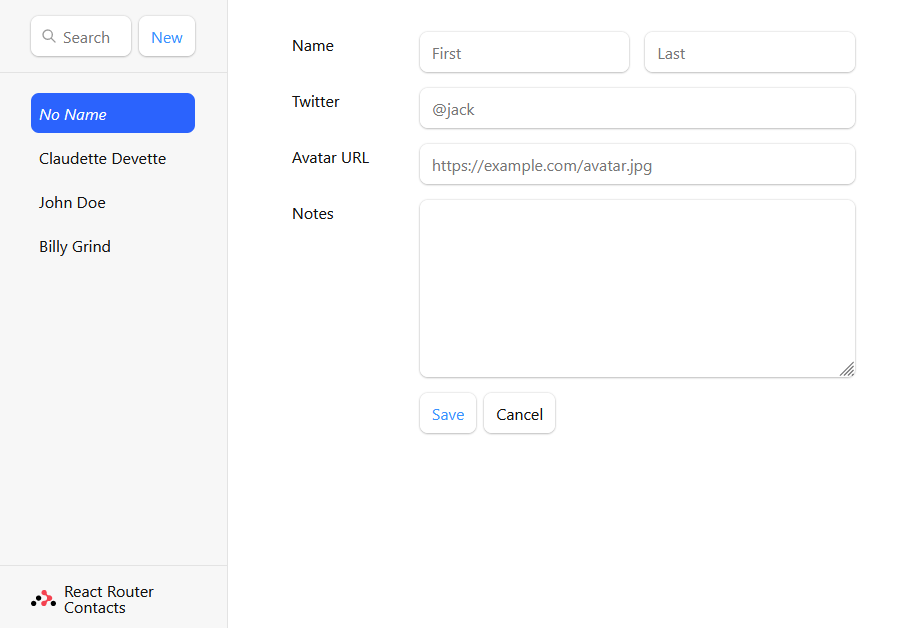 Search
New
No Name
Claudette Devette
John Doe
Billy Grind
React Router
Contacts
Name
First
Last
Twitter
@jack
Avatar URL
https://example.com/avatar.jpg
Notes
Save
Cancel